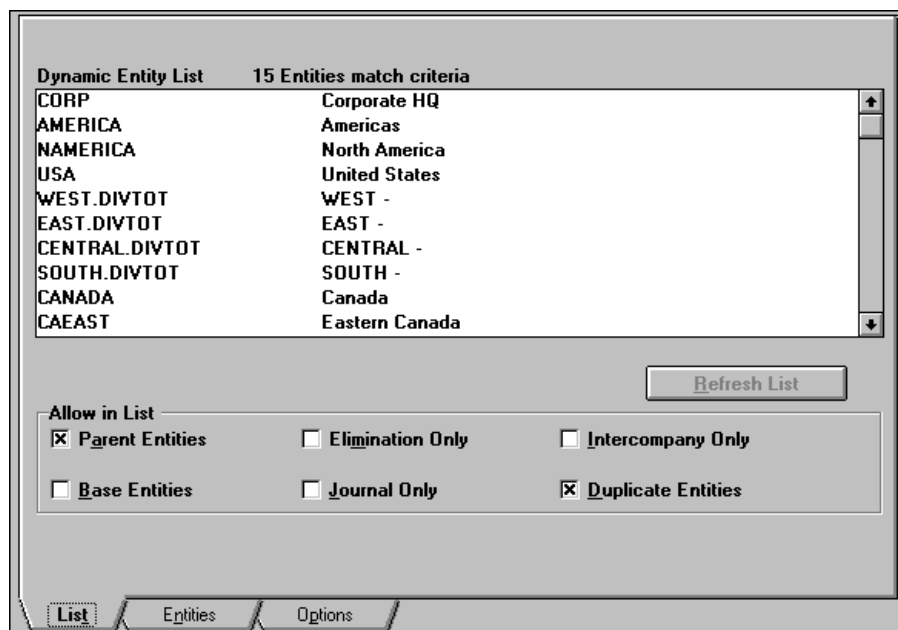 Dynamic Entity List 15 Entities match criteria
CORP Corporate HQ
AMERICA Americas
NAMERICA North America
USA United States
WEST.DIVTOT WEST -
EAST.DIVTOT EAST -
CENTRAL.DIVTOT CENTRAL -
SOUTH.DIVTOT SOUTH -
CANADA Canada
CAEAST Eastern Canada
Refresh List
Allow in List
Parent Entities Elimination Only Intercompany Only
Base Entities Journal Only Duplicate Entities
List Entities Options